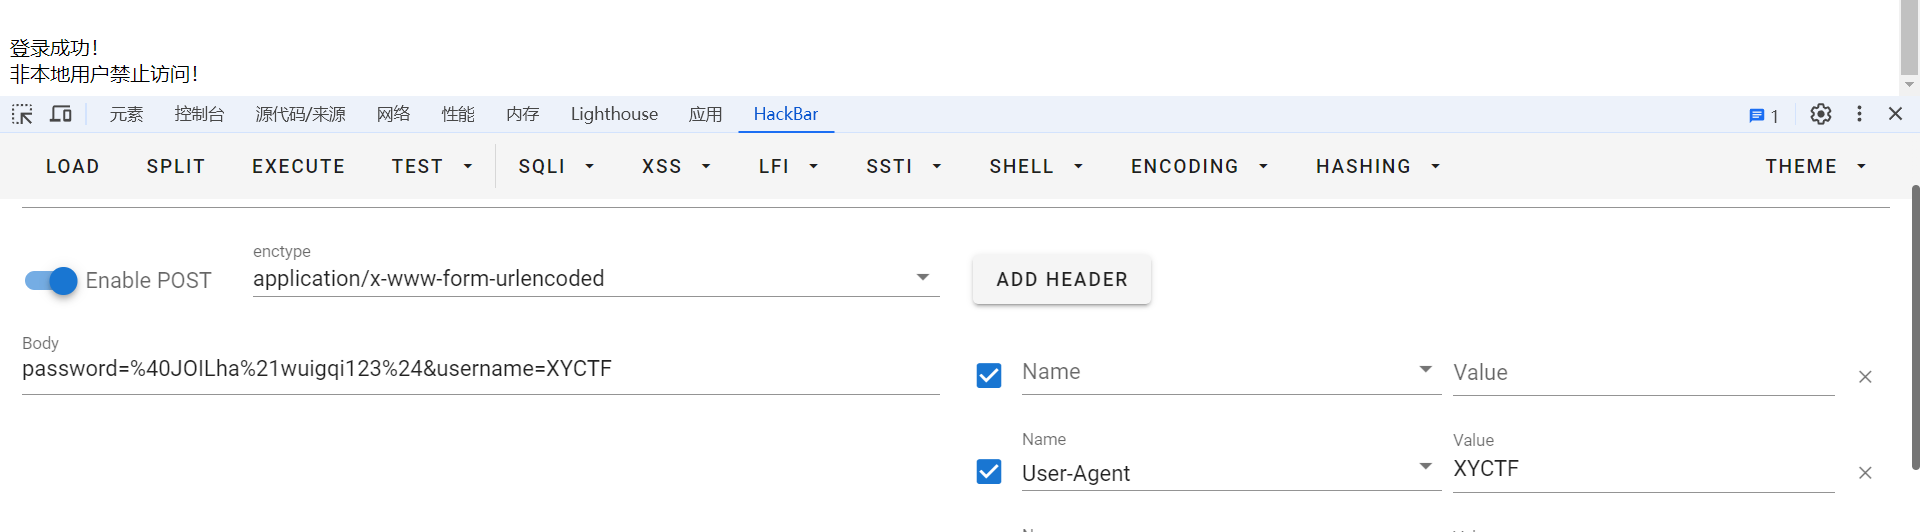 登录成功！
非本地用户禁止访问！
元素 控制台 源代码/来源 网络 性能 内存 Lighthouse 应用 HackBar 1
LOAD SPLIT EXECUTE TEST SQLI XSS LFI SSTI SHELL ENCODING HASHING THEME
enctype
Enable POST application/x-www-form-urlencoded ADD HEADER
Body
password=%40JOILha%21wuigqi123%24&username=XYCTF
Name Value
Name Value
User-Agent XYCTF